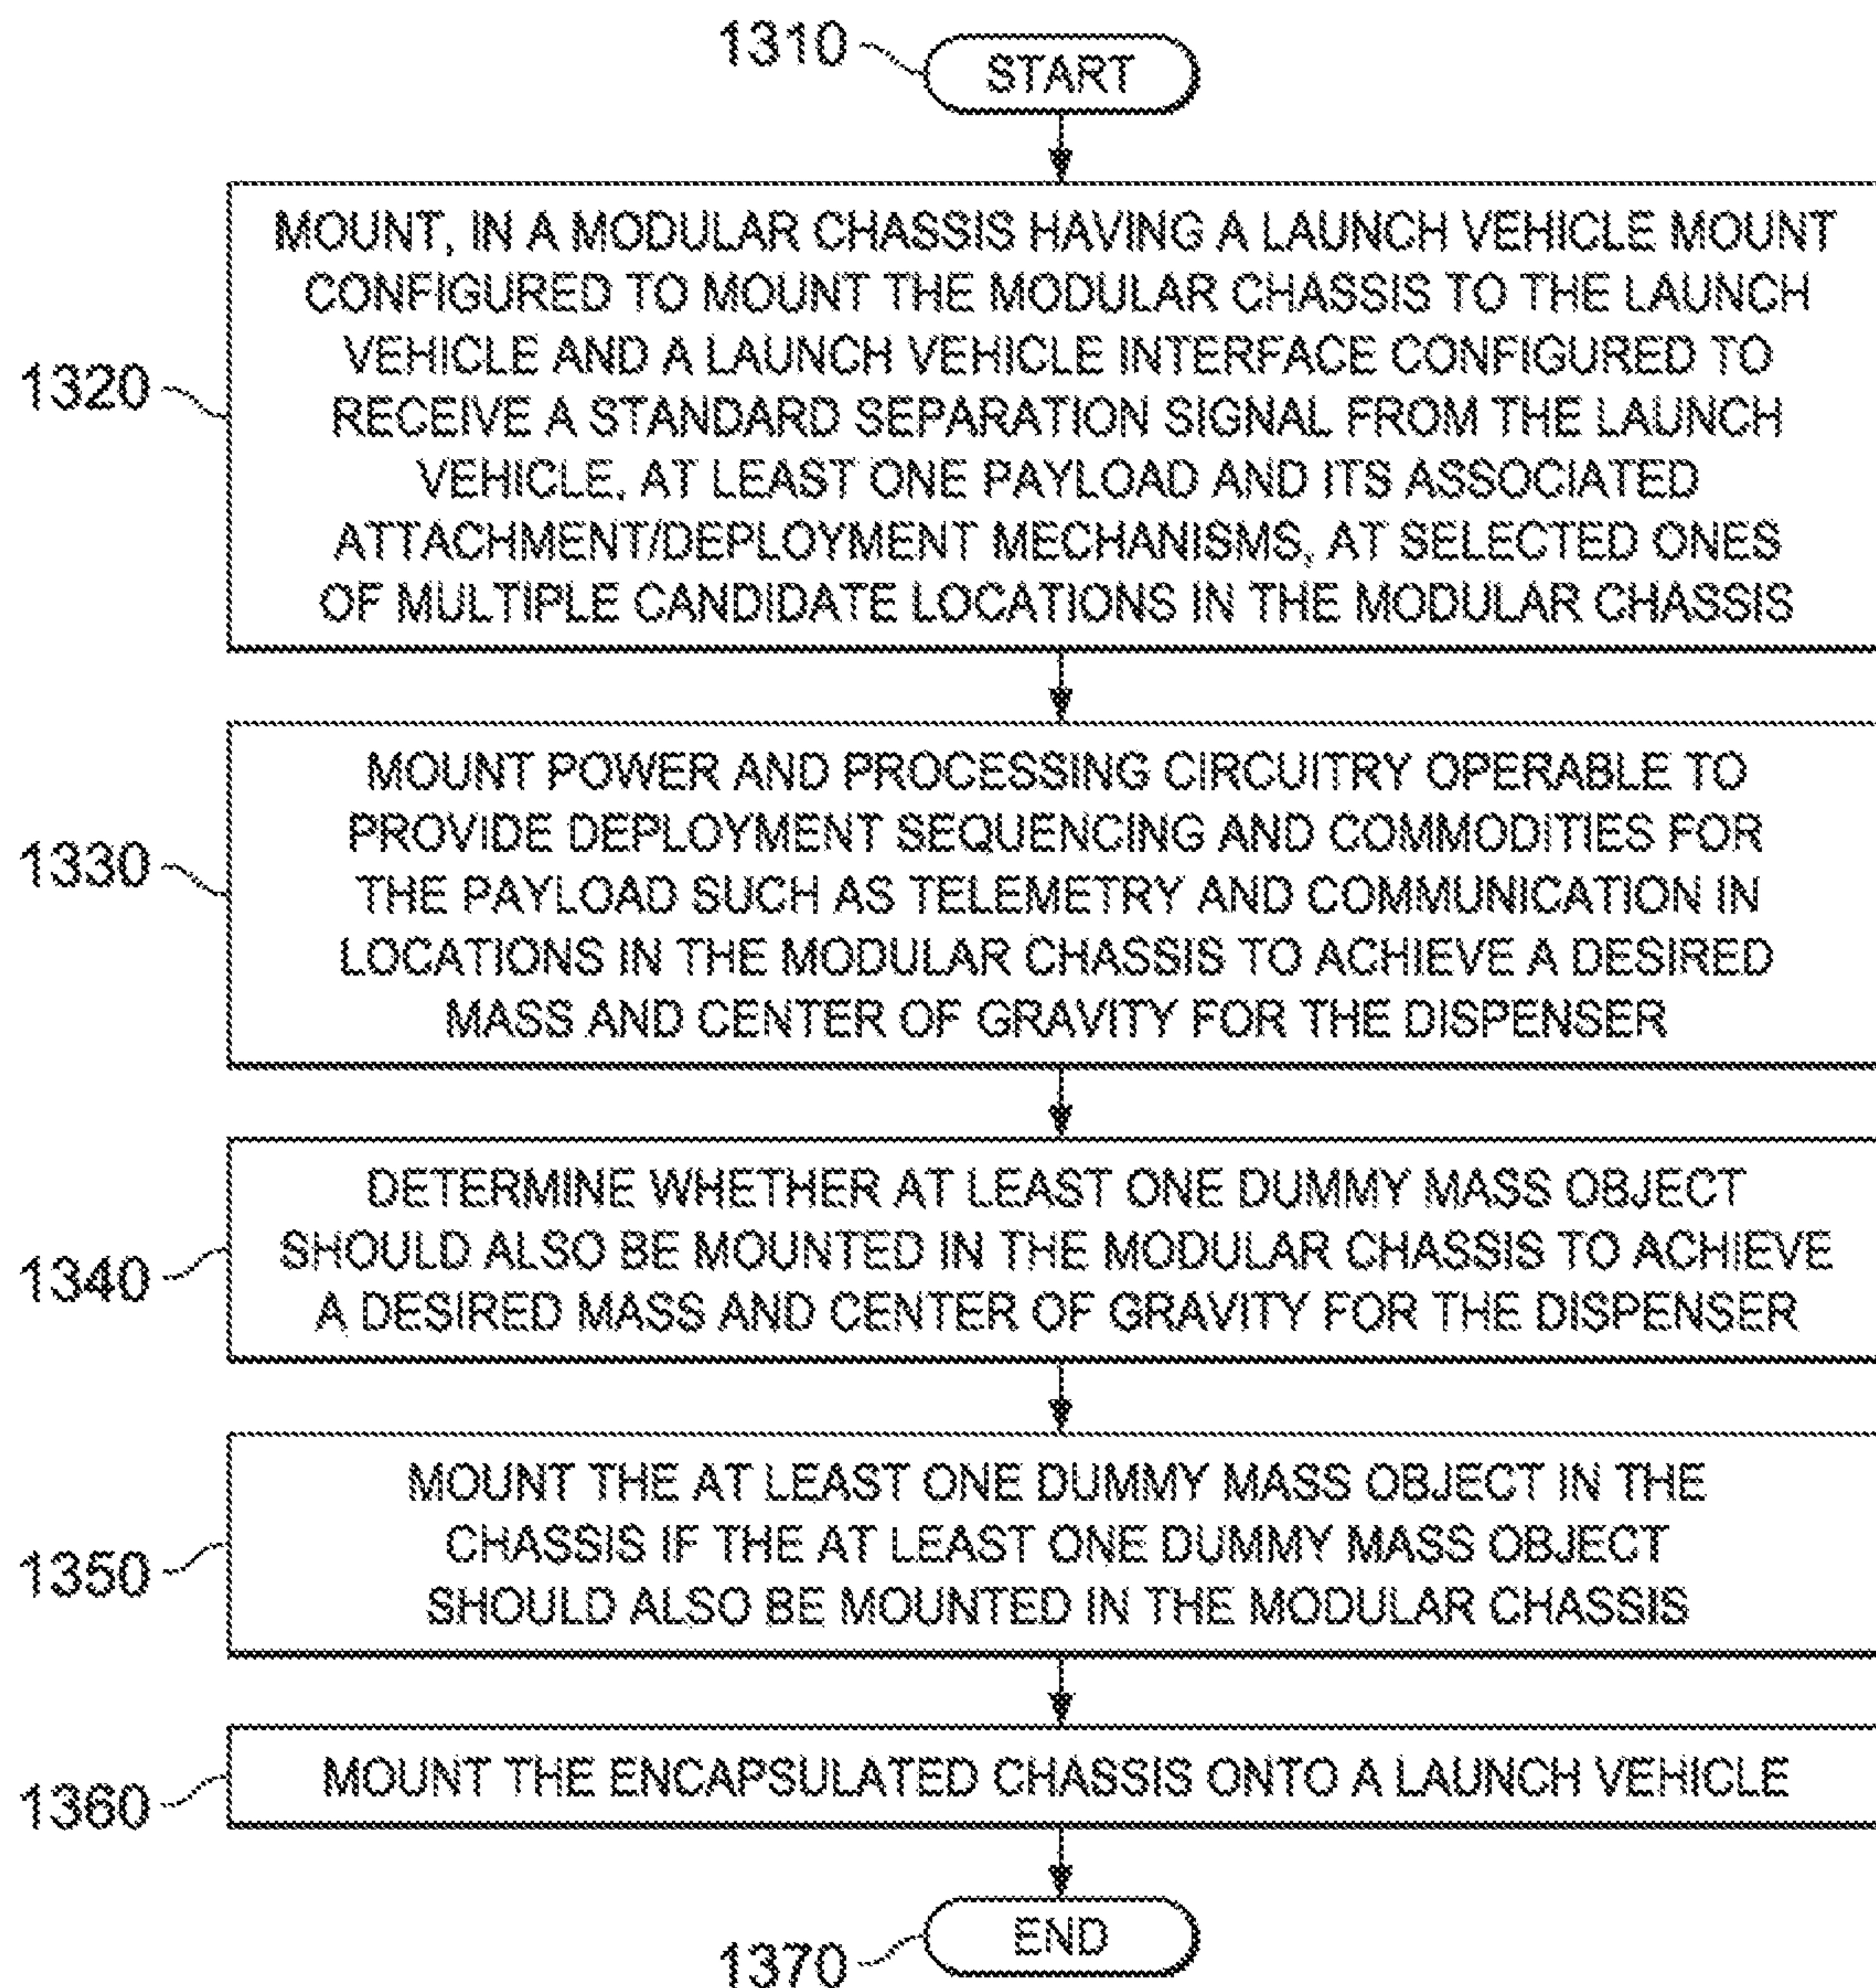 1310
START
1320
MOUNT, IN A MODULAR CHASSIS HAVING A LAUNCH VEHICLE MOUNT
CONFIGURED TO MOUNT THE MODULAR CHASSIS TO THE LAUNCH
VEHICLE AND A LAUNCH VEHICLE INTERFACE CONFIGURED TO
RECEIVE A STANDARD SEPARATION SIGNAL FROM THE LAUNCH
VEHICLE, AT LEAST ONE PAYLOAD AND ITS ASSOCIATED
ATTACHMENT/DEPLOYMENT MECHANISMS, AT SELECTED ONES
OF MULTIPLE CANDIDATE LOCATIONS IN THE MODULAR CHASSIS
1330
MOUNT POWER AND PROCESSING CIRCUITRY OPERABLE TO
PROVIDE DEPLOYMENT SEQUENCING AND COMMODITIES FOR
THE PAYLOAD SUCH AS TELEMETRY AND COMMUNICATION IN
LOCATIONS IN THE MODULAR CHASSIS TO ACHIEVE A DESIRED
MASS AND CENTER OF GRAVITY FOR THE DISPENSER
1340
DETERMINE WHETHER AT LEAST ONE DUMMY MASS OBJECT
SHOULD ALSO BE MOUNTED IN THE MODULAR CHASSIS TO ACHIEVE
A DESIRED MASS AND CENTER OF GRAVITY FOR THE DISPENSER
1350
MOUNT THE AT LEAST ONE DUMMY MASS OBJECT IN THE
CHASSIS IF THE AT LEAST ONE DUMMY MASS OBJECT
SHOULD ALSO BE MOUNTED IN THE MODULAR CHASSIS
1360
MOUNT THE ENCAPSULATED CHASSIS ONTO A LAUNCH VEHICLE
1370
END